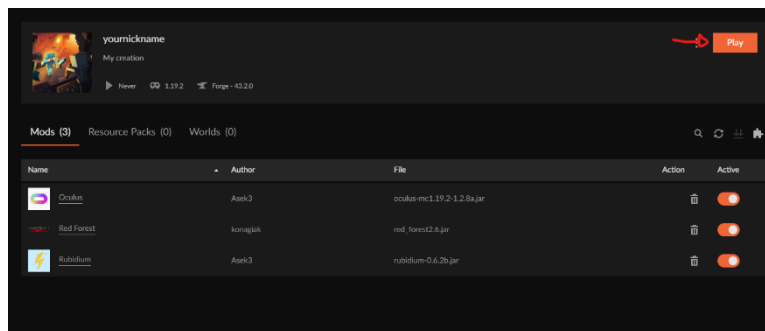 yournickname
Play
My creation
Never 1.19.2 Forge - 43.2.0
Mods (3) Resource Packs (0) Worlds (0)
Name Author File Action Active
Oculus Asek3 oculus-mc1.19.2-1.2.8a.jar
Red Forest konagiak red_forest2.6.jar
Rubidium Asek3 rubidium-0.6.2b.jar